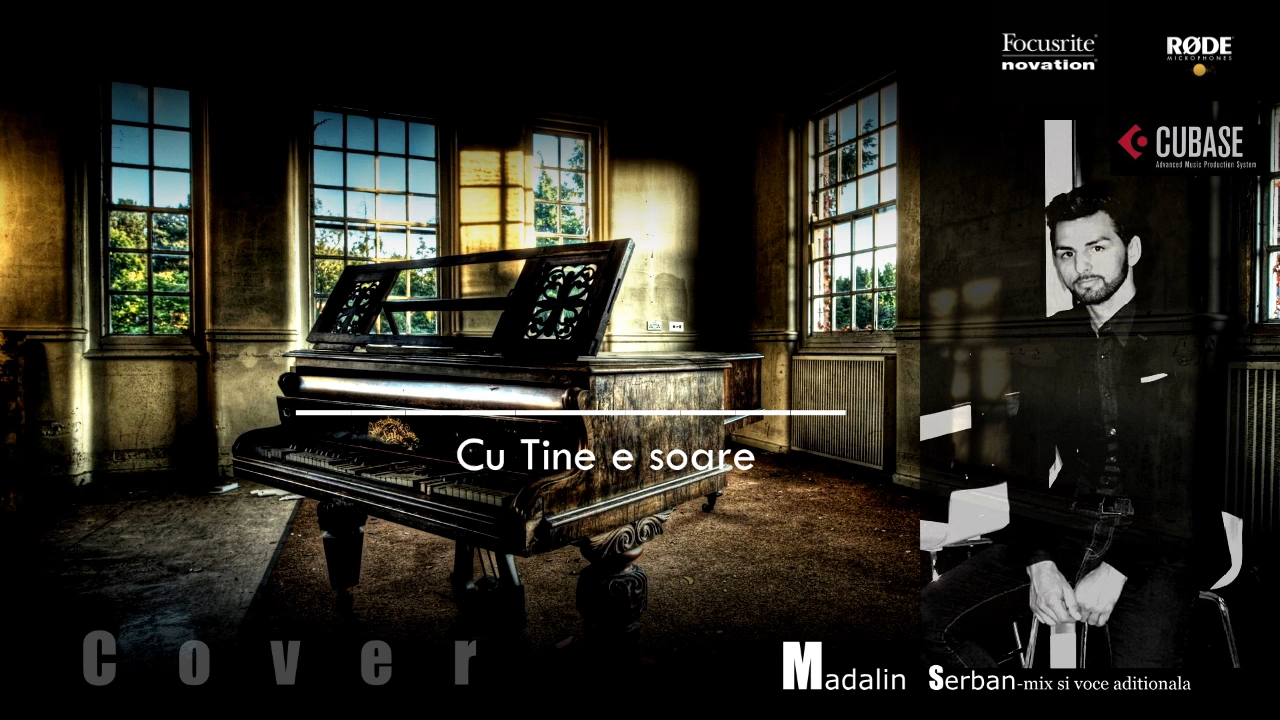 Focusrite
novation
RØDE
MICROPHONES
CUBASE
Advanced Music Production System
Cu Tine e soare
Cover
Madalin Serban-mix si voce aditionala